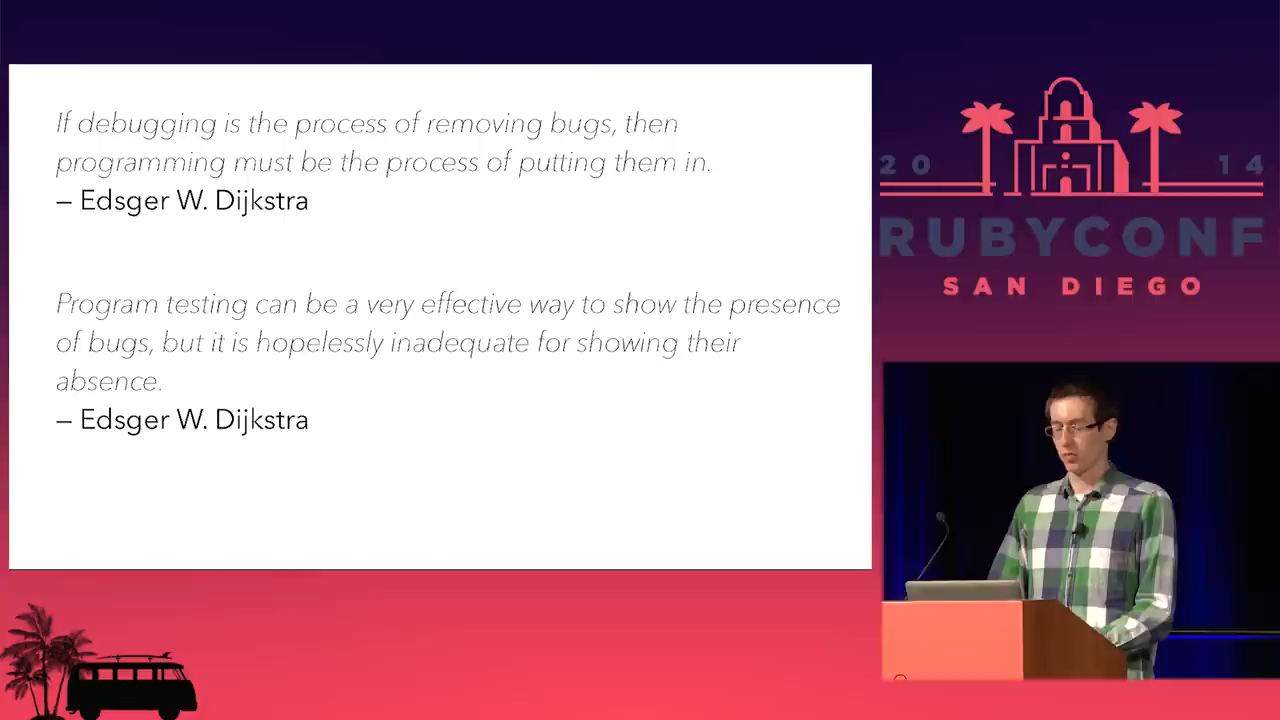 If debugging is the process of removing bugs, then
programming must be the process of putting them in.
– Edsger W. Dijkstra
Program testing can be a very effective way to show the presence
of bugs, but it is hopelessly inadequate for showing their
absence.
– Edsger W. Dijkstra
20 14
RUBYCONF
SAN DIEGO